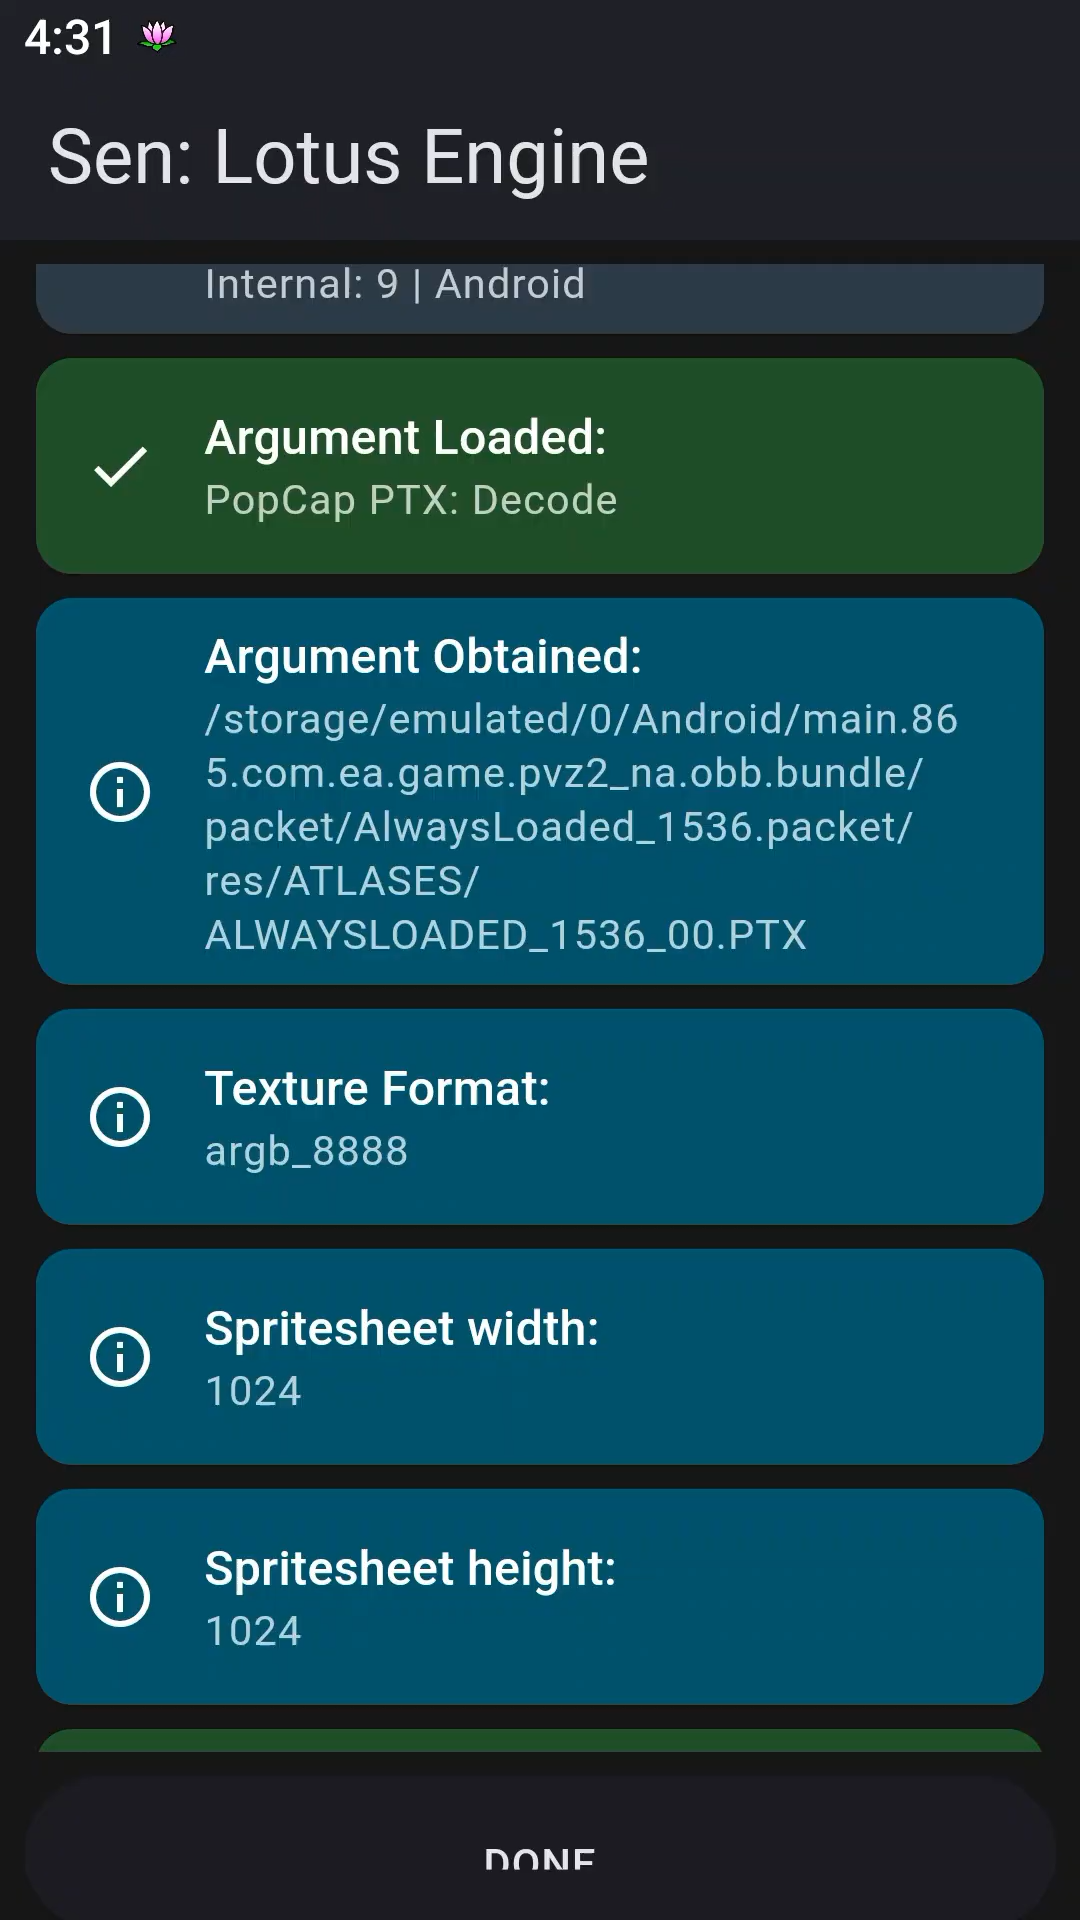 4:31
Sen: Lotus Engine
Internal: 9 | Android
Argument Loaded:
PopCap PTX: Decode
Argument Obtained:
/storage/emulated/0/Android/main.86
5.com.ea.game.pvz2_na.obb.bundle/
packet/AlwaysLoaded_1536.packet/
res/ATLASES/
ALWAYSLOADED_1536_00.PTX
Texture Format:
argb_8888
Spritesheet width:
1024
Spritesheet height:
1024
DONE